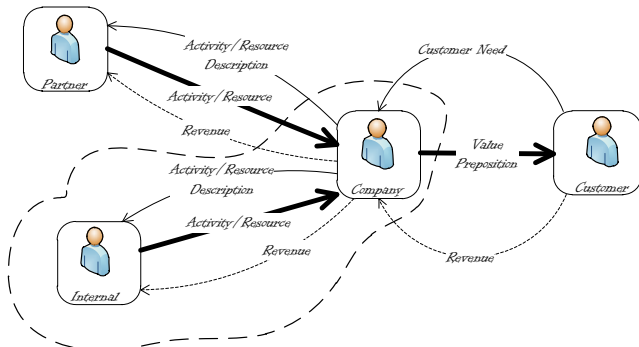 Activity/Resource
Description
Customer Need
Partner
Activity/Resource
Revenue
Value
Preposition
Activity/Resource
Description
Company
Customer
Activity/Resource
Revenue
Revenue
Internal